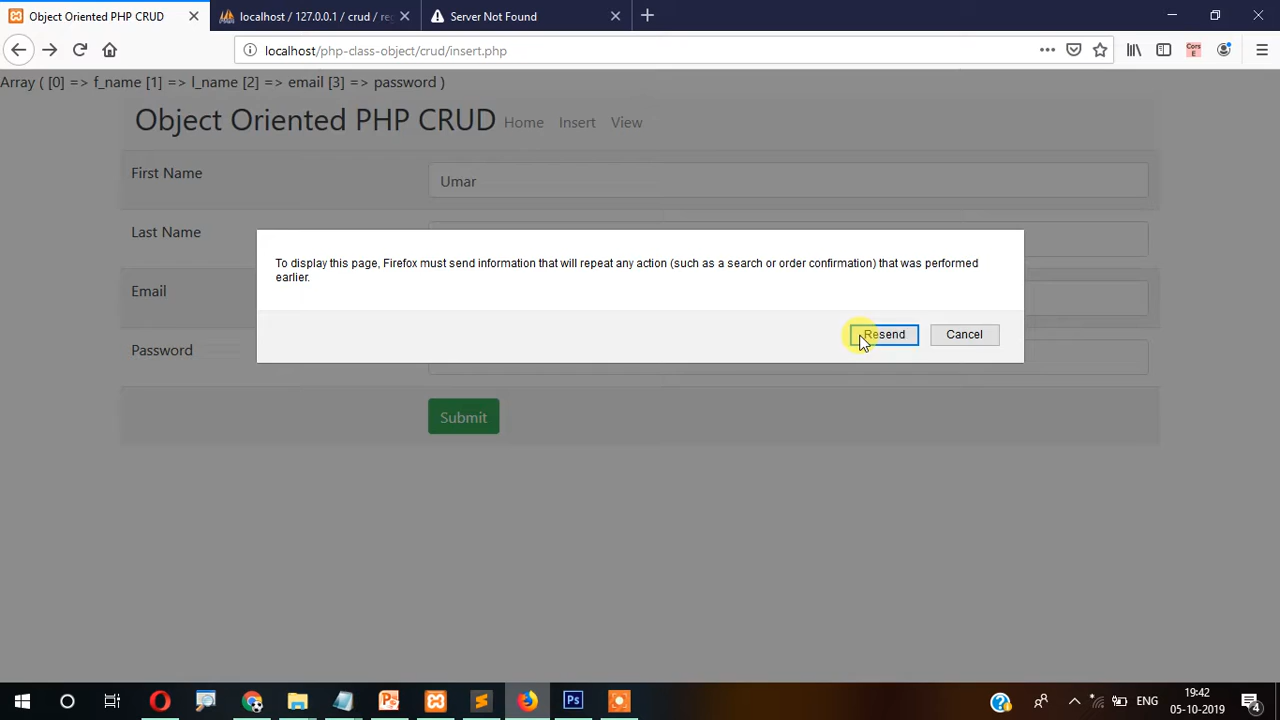 Object Oriented PHP CRUD
localhost / 127.0.0.1 / crud / re
Server Not Found
localhost/php-class-object/crud/insert.php
Array ( [0] => f_name [1] => l_name [2] => email [3] => password )
Object Oriented PHP CRUD Home Insert View
First Name
Umar
Last Name
To display this page, Firefox must send information that will repeat any action (such as a search or order confirmation) that was performed
earlier.
Email
Resend Cancel
Password
Submit
ENG
19:42
05-10-2019
4